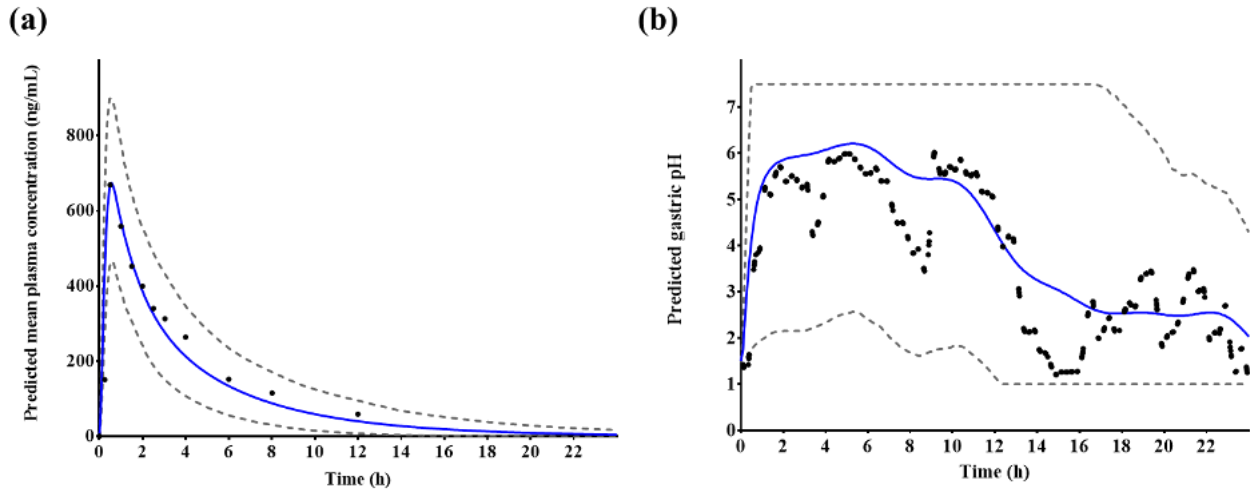 (a)
(b)
Predicted mean plasma concentration (ng/mL)
800
600
400
200
0
0 2 4 6 8 10 12 14 16 18 20 22
Time (h)
Predicted gastric pH
7
6
5
4
3
2
1
0
0 2 4 6 8 10 12 14 16 18 20 22
Time (h)